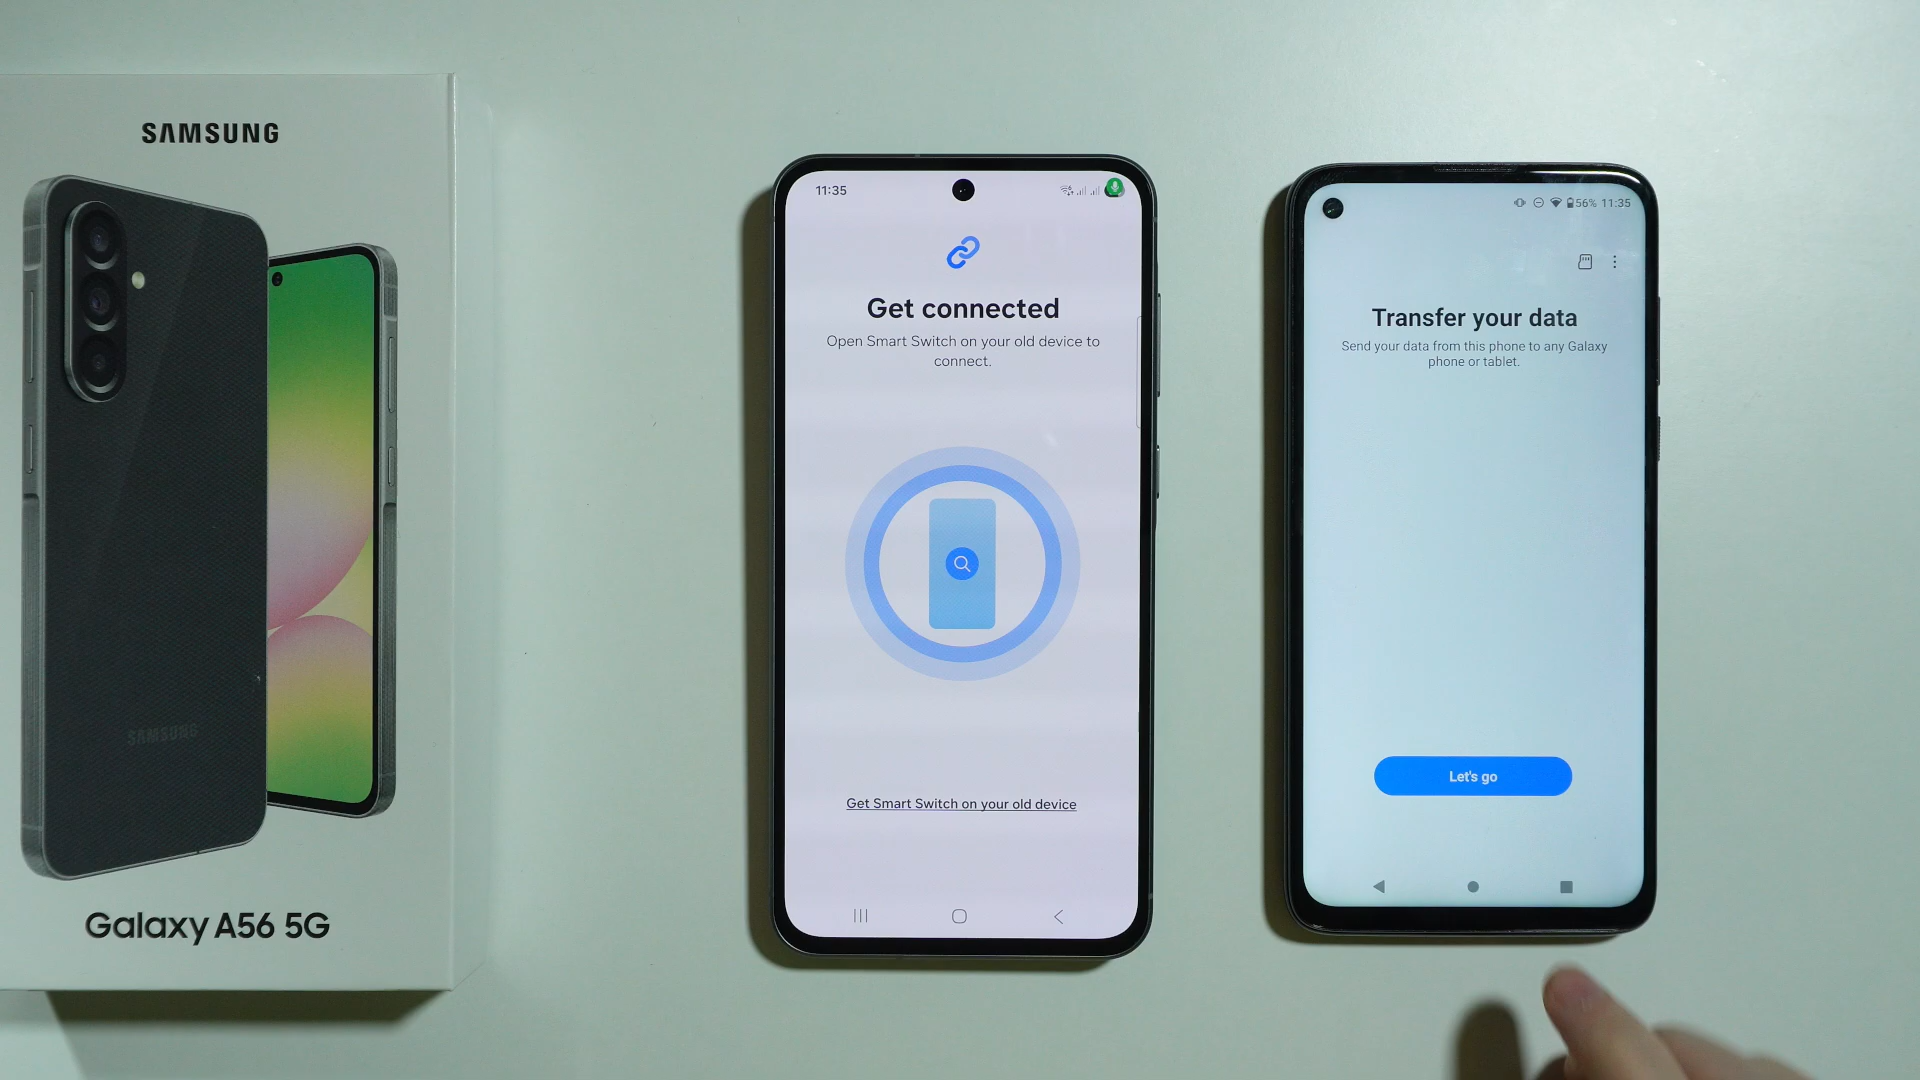 SAMSUNG
SAMSUNG
Galaxy A56 5G
11:35
Get connected
Open Smart Switch on your old device to
connect.
Get Smart Switch on your old device
56% 11:35
Transfer your data
Send your data from this phone to any Galaxy
phone or tablet.
Let's go